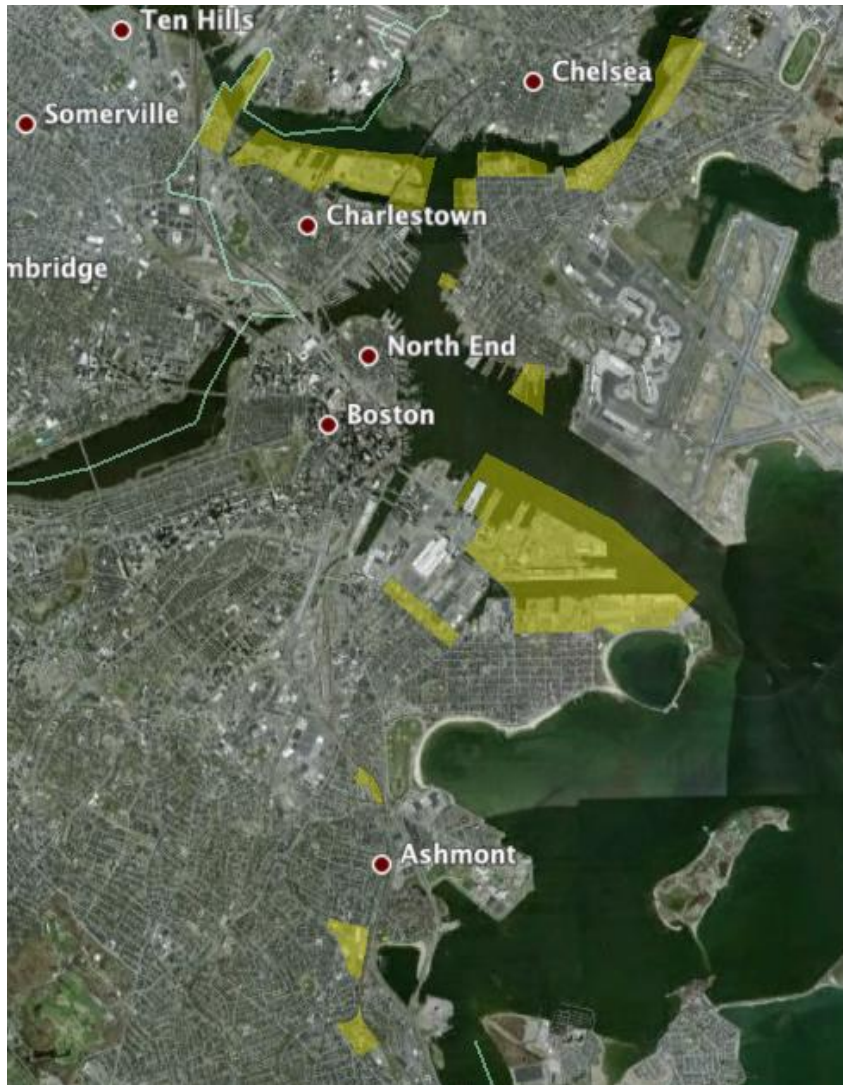 Ten Hills
Chelsea
Somerville
Charlestown
mbridge
North End
Boston
Ashmont